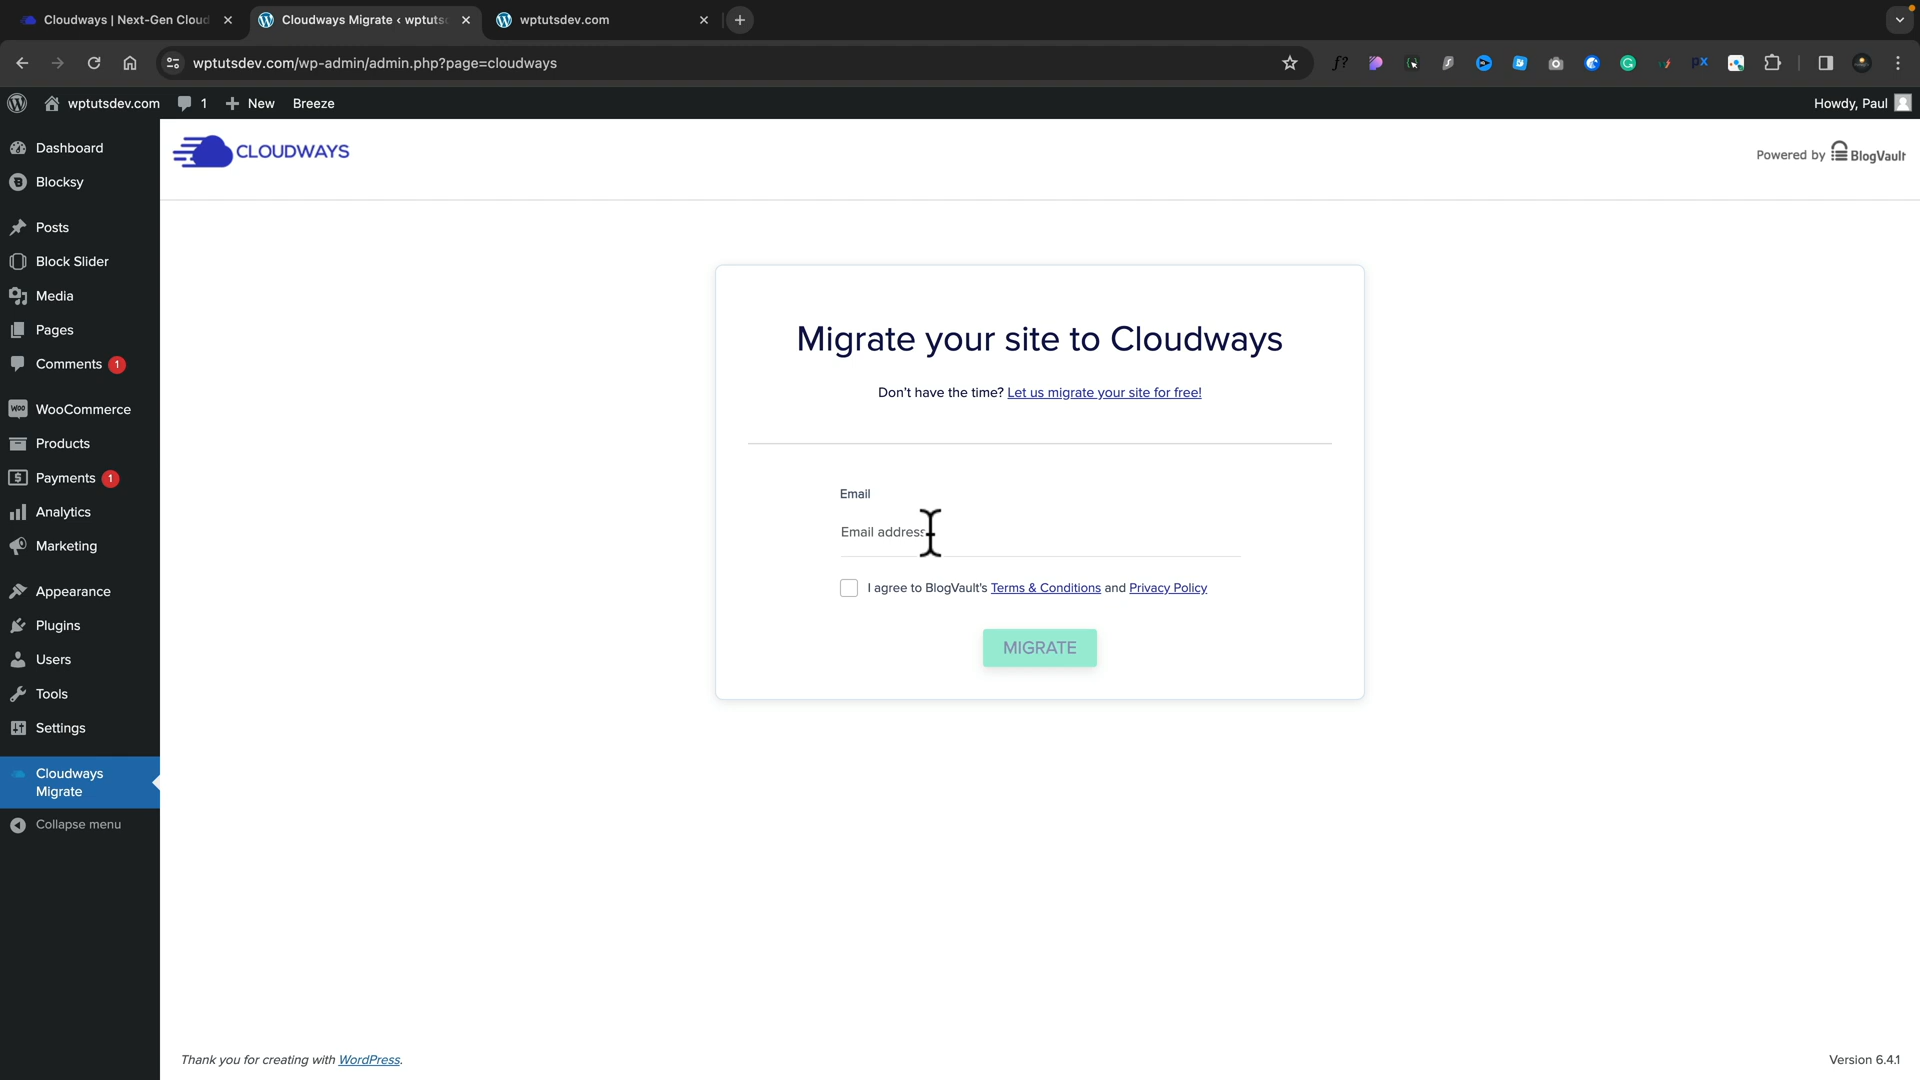 Cloudways | Next-Gen Cloud
Cloudways Migrate ‹ wptuts
wptutsdev.com
wptutsdev.com/wp-admin/admin.php?page=cloudways
wptutsdev.com
1
New
Breeze
Howdy, Paul
Dashboard
Blocksy
Posts
Block Slider
Media
Pages
Comments 1
WooCommerce
Products
Payments 1
Analytics
Marketing
Appearance
Plugins
Users
Tools
Settings
Cloudways
Migrate
Collapse menu
CLOUDWAYS
Powered by BlogVault
Migrate your site to Cloudways
Don't have the time? Let us migrate your site for free!
Email
Email address
I agree to BlogVault's Terms & Conditions and Privacy Policy
MIGRATE
Thank you for creating with WordPress.
Version 6.4.1